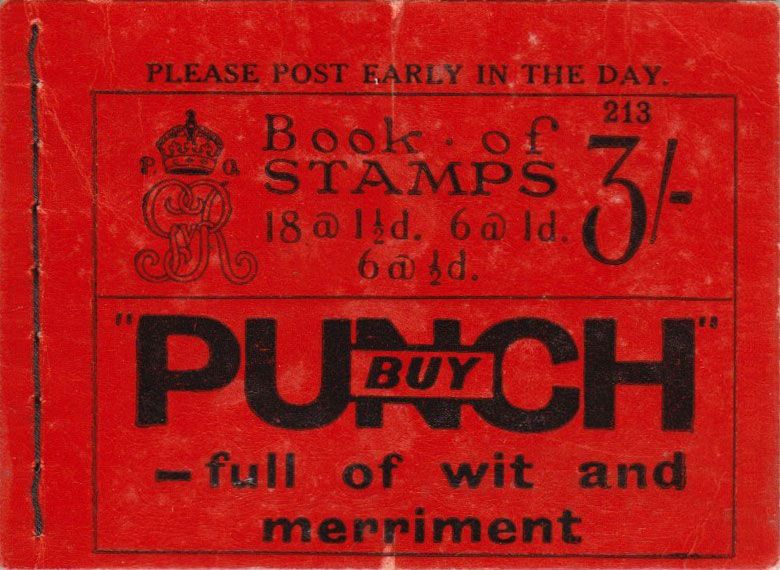 PLEASE POST EARLY IN THE DAY.
213
P. O.
GRV
Book · of
STAMPS
3/-
18 @ 1½d. 6 @ 1d.
6 @ ½d.
"PUNCH"
BUY
– full of wit and
merriment